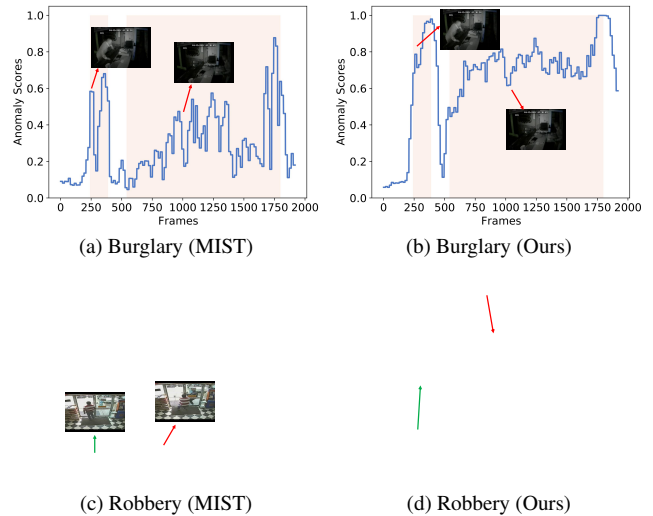 1.0
0.8
0.6
0.4
0.2
0.0
Anomaly Scores
0 250 500 750 1000 1250 1500 1750 2000
Frames
(a) Burglary (MIST)
1.0
0.8
0.6
0.4
0.2
0.0
Anomaly Scores
0 250 500 750 1000 1250 1500 1750 2000
Frames
(b) Burglary (Ours)
(c) Robbery (MIST)
(d) Robbery (Ours)